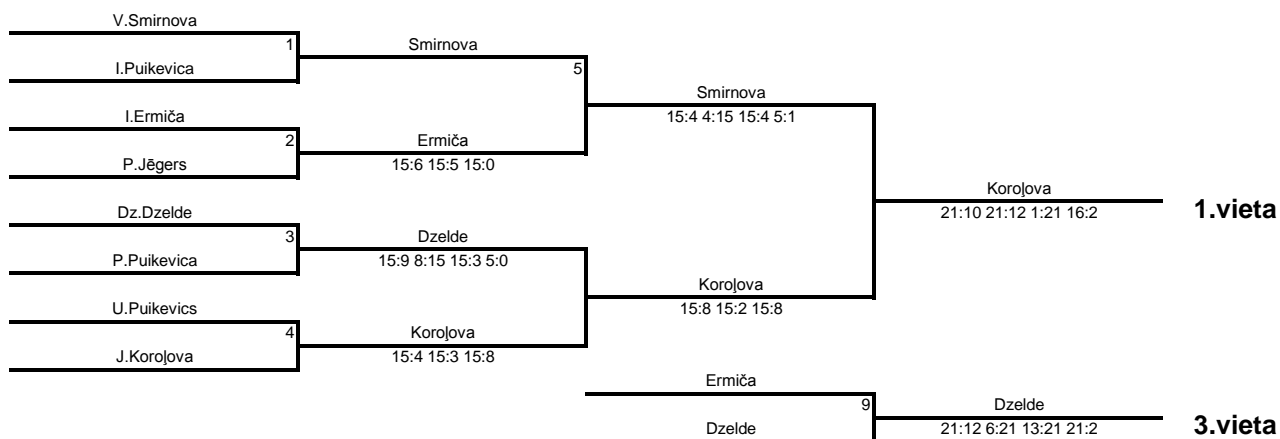 V.Smirnova
1
Smirnova
I.Puikevica
5
Smirnova
15:4 4:15 15:4 5:1
I.Ermiča
2
Ermiča
15:6 15:5 15:0
P.Jēgers
Koroļova
21:10 21:12 1:21 16:2
1.vieta
Dz.Dzelde
3
Dzelde
15:9 8:15 15:3 5:0
P.Puikevica
Koroļova
15:8 15:2 15:8
U.Puikevics
4
Koroļova
15:4 15:3 15:8
J.Koroļova
Ermiča
9
Dzelde
21:12 6:21 13:21 21:2
3.vieta
Dzelde